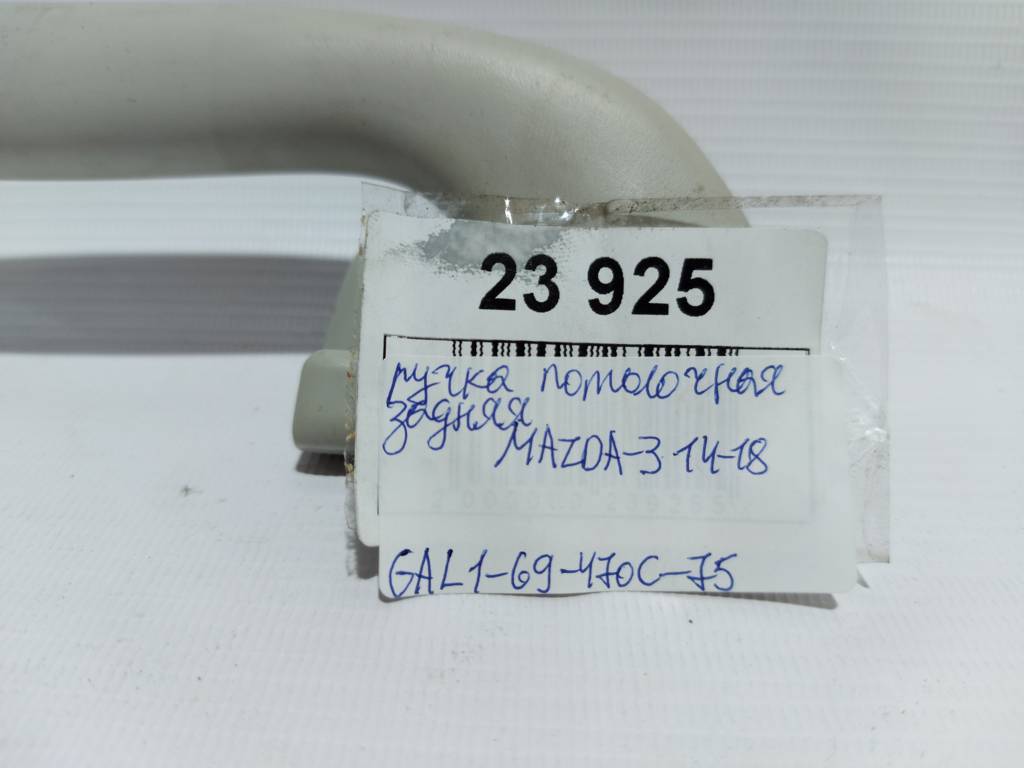 23 925
ручка потолочная
задняя
MAZDA-3 14-18
GAL1-69-470C-75